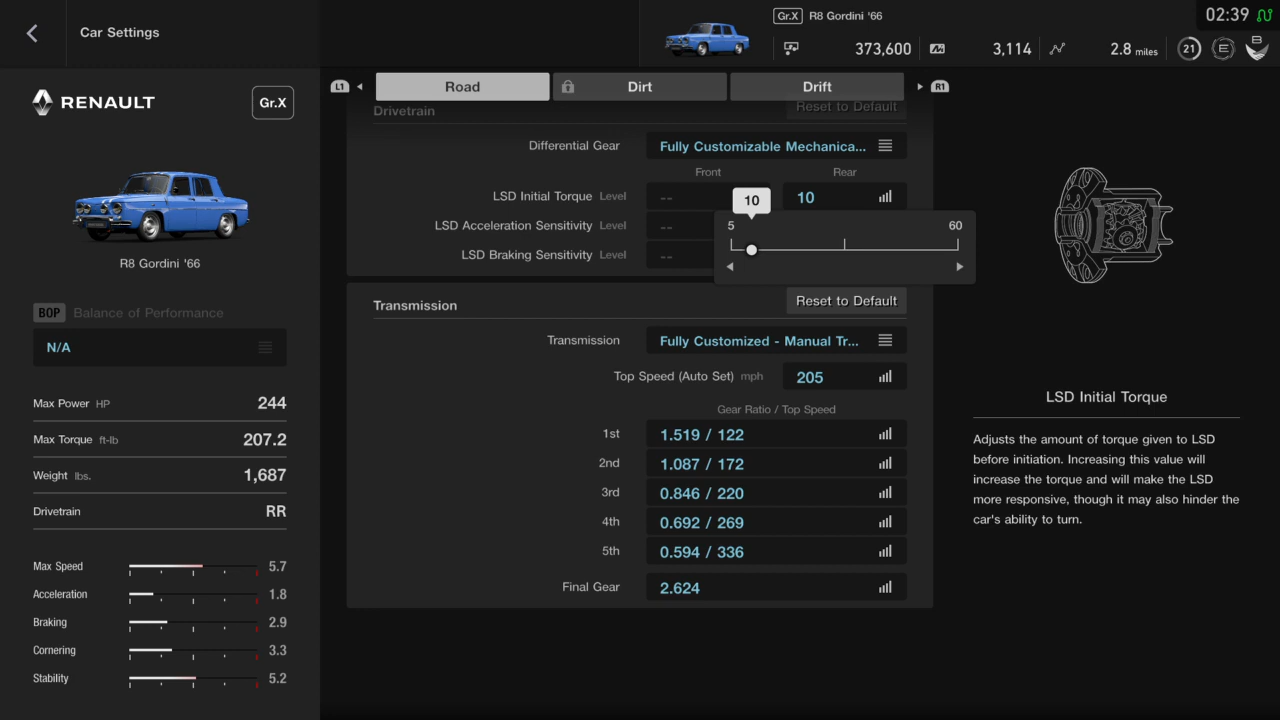 Car Settings
Gr.X R8 Gordini '66
373,600 3,114 2.8 miles
02:39
21 E B
RENAULT
Gr.X
R8 Gordini '66
BOP Balance of Performance
N/A
Max Power HP 244
Max Torque ft-lb 207.2
Weight lbs. 1,687
Drivetrain RR
Max Speed 5.7
Acceleration 1.8
Braking 2.9
Cornering 3.3
Stability 5.2
L1 Road Dirt Drift R1
Drivetrain Reset to Default
Differential Gear Fully Customizable Mechanica...
Front Rear
LSD Initial Torque Level -- 10
LSD Acceleration Sensitivity Level --
LSD Braking Sensitivity Level --
10
5 60
Transmission Reset to Default
Transmission Fully Customized - Manual Tr...
Top Speed (Auto Set) mph 205
Gear Ratio / Top Speed
1st 1.519 / 122
2nd 1.087 / 172
3rd 0.846 / 220
4th 0.692 / 269
5th 0.594 / 336
Final Gear 2.624
LSD Initial Torque
Adjusts the amount of torque given to LSD
before initiation. Increasing this value will
increase the torque and will make the LSD
more responsive, though it may also hinder the
car's ability to turn.